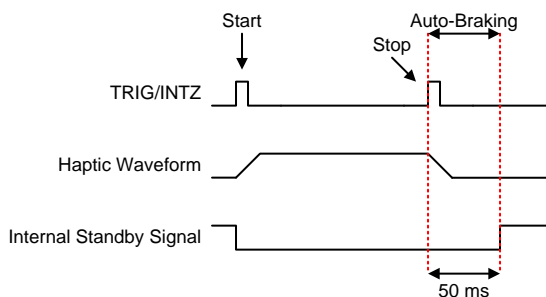 Start
Auto-Braking
Stop
TRIG/INTZ
Haptic Waveform
Internal Standby Signal
50 ms